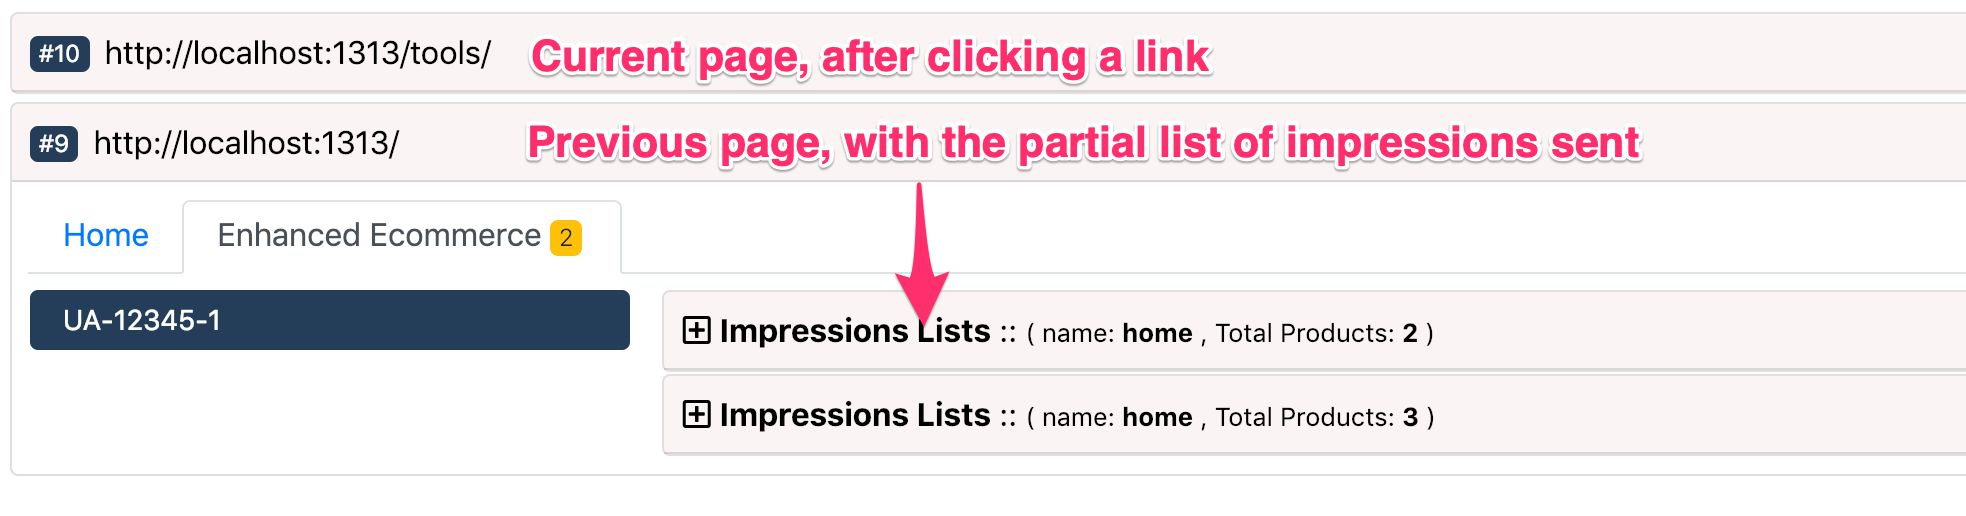 #10 http://localhost:1313/tools/ Current page, after clicking a link
#9 http://localhost:1313/ Previous page, with the partial list of impressions sent
Home Enhanced Ecommerce 2
UA-12345-1
Impressions Lists :: ( name: home , Total Products: 2 )
Impressions Lists :: ( name: home , Total Products: 3 )